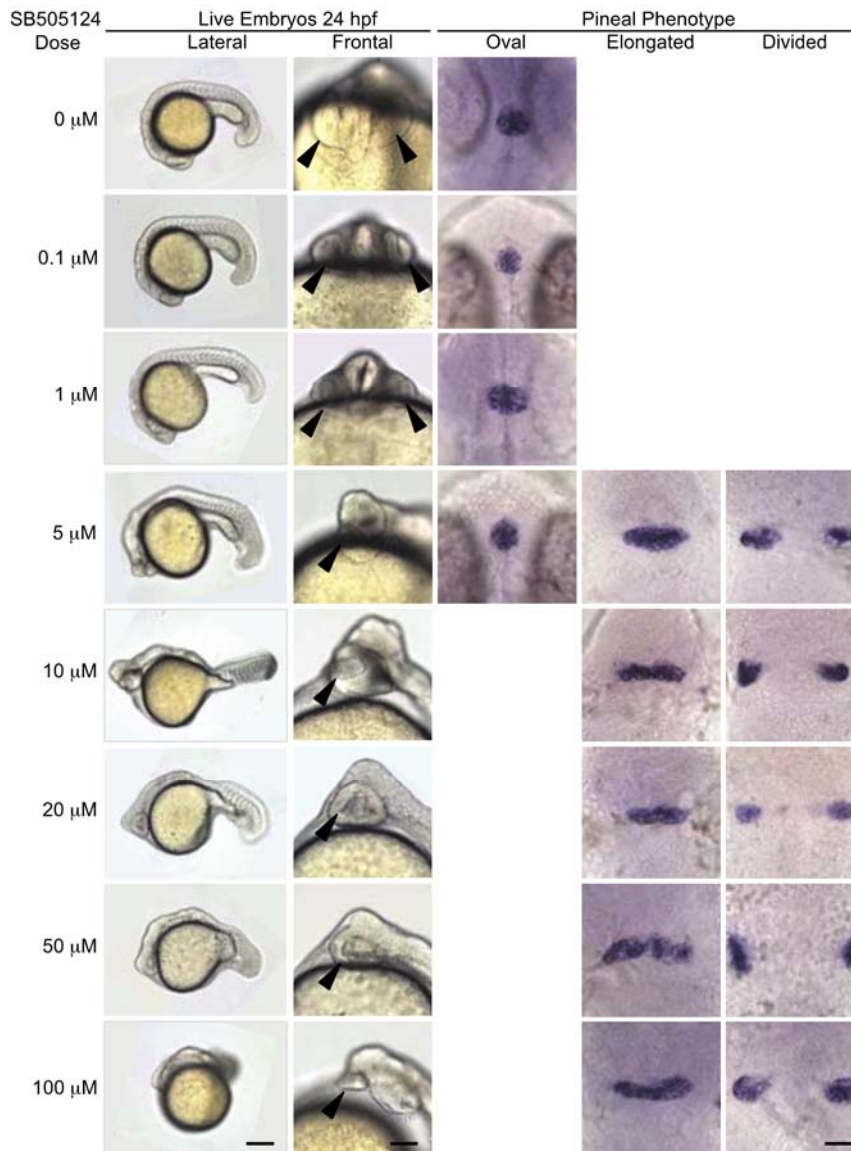 SB505124 Live Embryos 24 hpf Pineal Phenotype
Dose Lateral Frontal Oval Elongated Divided
0 μM
0.1 μM
1 μM
5 μM
10 μM
20 μM
50 μM
100 μM